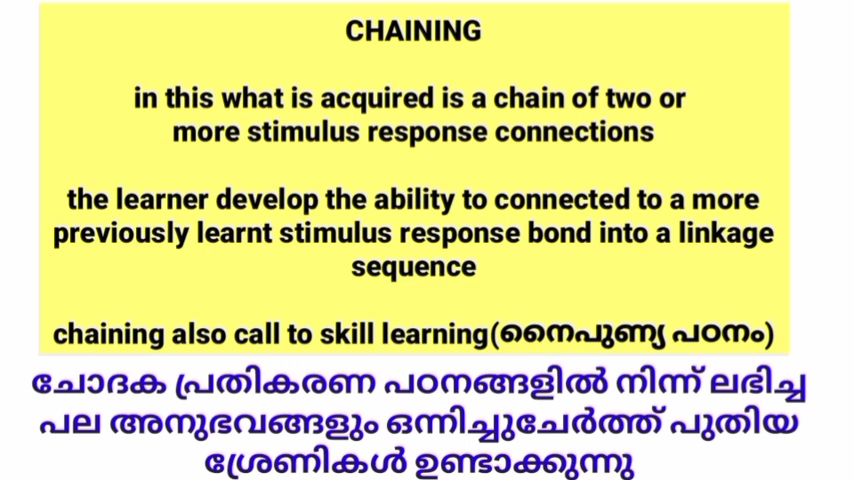 CHAINING
in this what is acquired is a chain of two or
more stimulus response connections
the learner develop the ability to connected to a more
previously learnt stimulus response bond into a linkage
sequence
chaining also call to skill learning(നൈപുണ്യ പഠനം)
ചോദക പ്രതികരണ പഠനങ്ങളിൽ നിന്ന് ലഭിച്ച
പല അനുഭവങ്ങളും ഒന്നിച്ചുചേർത്ത് പുതിയ
ശ്രേണികൾ ഉണ്ടാക്കുന്നു